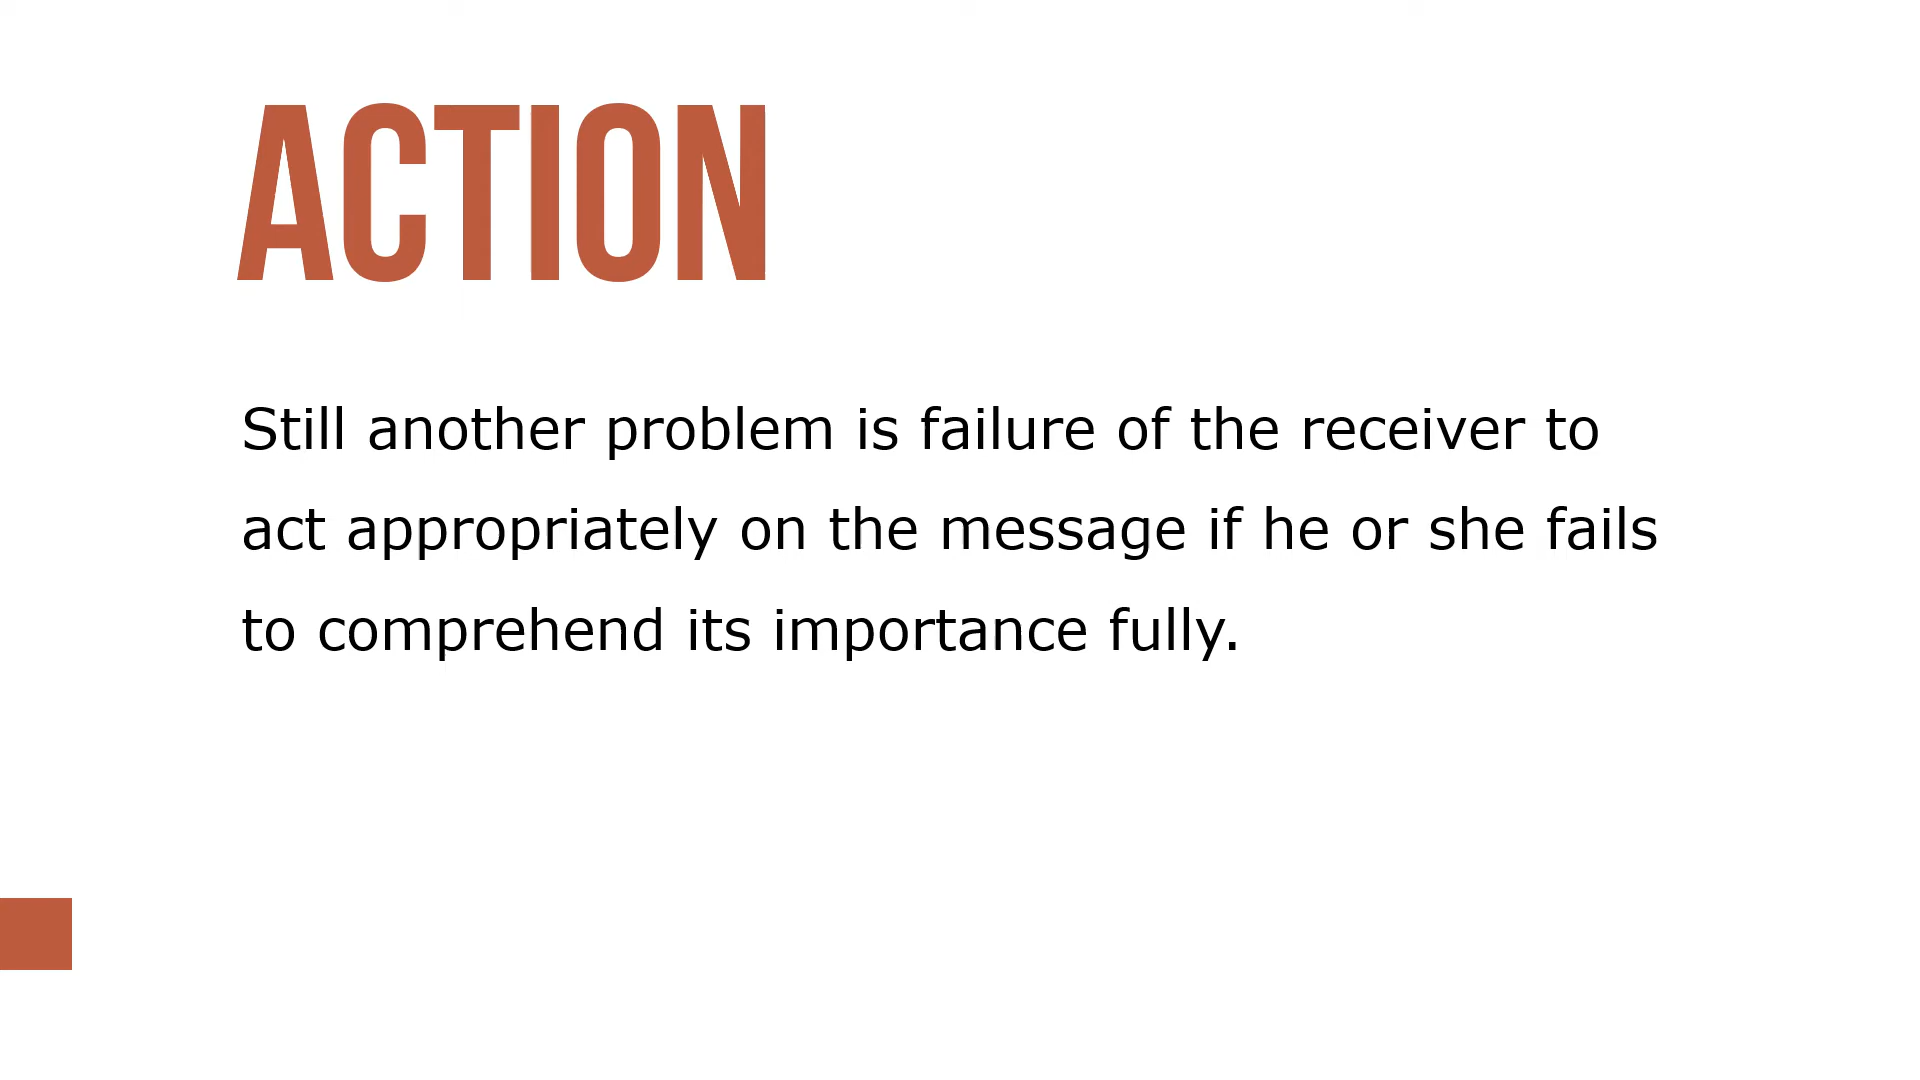 ACTION
Still another problem is failure of the receiver to
act appropriately on the message if he or she fails
to comprehend its importance fully.